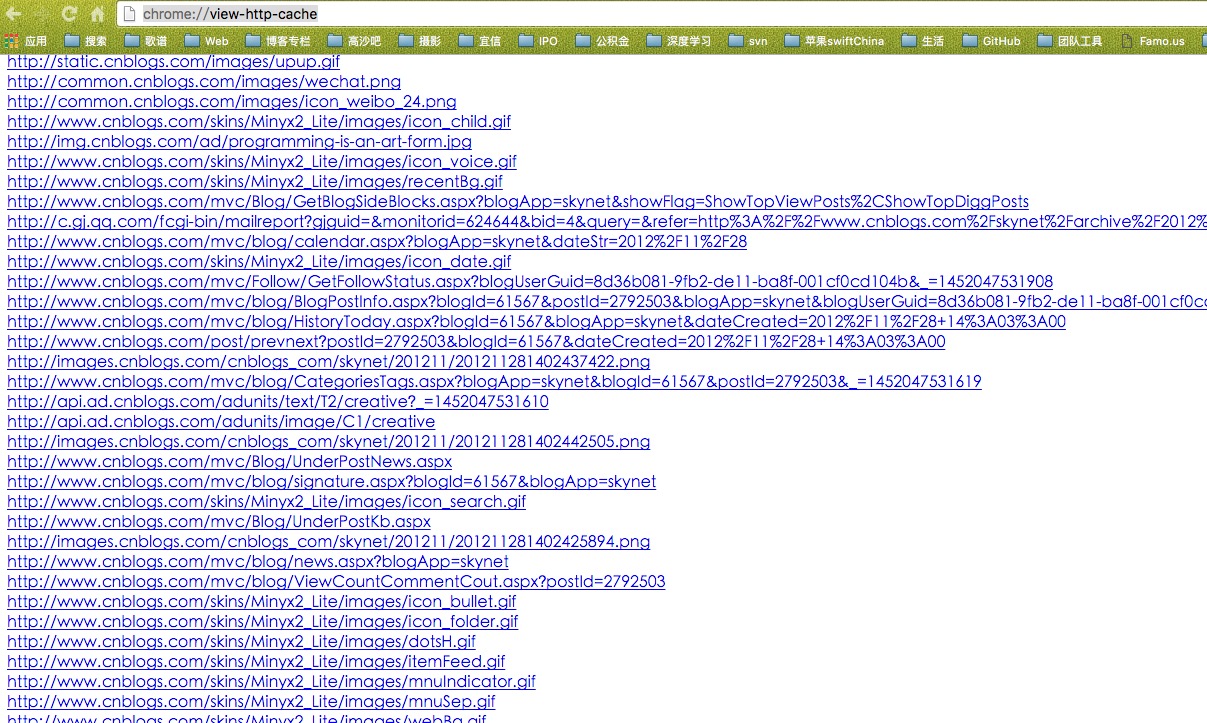 chrome://view-http-cache
应用 搜索 歌谱 Web 博客专栏 高沙吧 摄影 宜信 IPO 公积金 深度学习 svn 苹果swiftChina 生活 GitHub 团队工具 Famo.us
http://static.cnblogs.com/images/upup.gif
http://common.cnblogs.com/images/wechat.png
http://common.cnblogs.com/images/icon_weibo_24.png
http://www.cnblogs.com/skins/Minyx2_Lite/images/icon_child.gif
http://img.cnblogs.com/ad/programming-is-an-art-form.jpg
http://www.cnblogs.com/skins/Minyx2_Lite/images/icon_voice.gif
http://www.cnblogs.com/skins/Minyx2_Lite/images/recentBg.gif
http://www.cnblogs.com/mvc/Blog/GetBlogSideBlocks.aspx?blogApp=skynet&showFlag=ShowTopViewPosts%2CShowTopDiggPosts
http://c.gj.qq.com/fcgi-bin/mailreport?gjguid=&monitorid=624644&bid=4&query=&refer=http%3A%2F%2Fwww.cnblogs.com%2Fskynet%2Farchive%2F2012%
http://www.cnblogs.com/mvc/blog/calendar.aspx?blogApp=skynet&dateStr=2012%2F11%2F28
http://www.cnblogs.com/skins/Minyx2_Lite/images/icon_date.gif
http://www.cnblogs.com/mvc/Follow/GetFollowStatus.aspx?blogUserGuid=8d36b081-9fb2-de11-ba8f-001cf0cd104b&_=1452047531908
http://www.cnblogs.com/mvc/blog/BlogPostInfo.aspx?blogId=61567&postId=2792503&blogApp=skynet&blogUserGuid=8d36b081-9fb2-de11-ba8f-001cf0c
http://www.cnblogs.com/mvc/blog/HistoryToday.aspx?blogId=61567&blogApp=skynet&dateCreated=2012%2F11%2F28+14%3A03%3A00
http://www.cnblogs.com/post/prevnext?postId=2792503&blogId=61567&dateCreated=2012%2F11%2F28+14%3A03%3A00
http://images.cnblogs.com/cnblogs_com/skynet/201211/201211281402437422.png
http://www.cnblogs.com/mvc/blog/CategoriesTags.aspx?blogApp=skynet&blogId=61567&postId=2792503&_=1452047531619
http://api.ad.cnblogs.com/adunits/text/T2/creative?_=1452047531610
http://api.ad.cnblogs.com/adunits/image/C1/creative
http://images.cnblogs.com/cnblogs_com/skynet/201211/201211281402442505.png
http://www.cnblogs.com/mvc/Blog/UnderPostNews.aspx
http://www.cnblogs.com/mvc/blog/signature.aspx?blogId=61567&blogApp=skynet
http://www.cnblogs.com/skins/Minyx2_Lite/images/icon_search.gif
http://www.cnblogs.com/mvc/Blog/UnderPostKb.aspx
http://images.cnblogs.com/cnblogs_com/skynet/201211/201211281402425894.png
http://www.cnblogs.com/mvc/blog/news.aspx?blogApp=skynet
http://www.cnblogs.com/mvc/blog/ViewCountCommentCout.aspx?postId=2792503
http://www.cnblogs.com/skins/Minyx2_Lite/images/icon_bullet.gif
http://www.cnblogs.com/skins/Minyx2_Lite/images/icon_folder.gif
http://www.cnblogs.com/skins/Minyx2_Lite/images/dotsH.gif
http://www.cnblogs.com/skins/Minyx2_Lite/images/itemFeed.gif
http://www.cnblogs.com/skins/Minyx2_Lite/images/mnuIndicator.gif
http://www.cnblogs.com/skins/Minyx2_Lite/images/mnuSep.gif
http://www.cnblogs.com/skins/Minyx2_Lite/images/webBg.gif